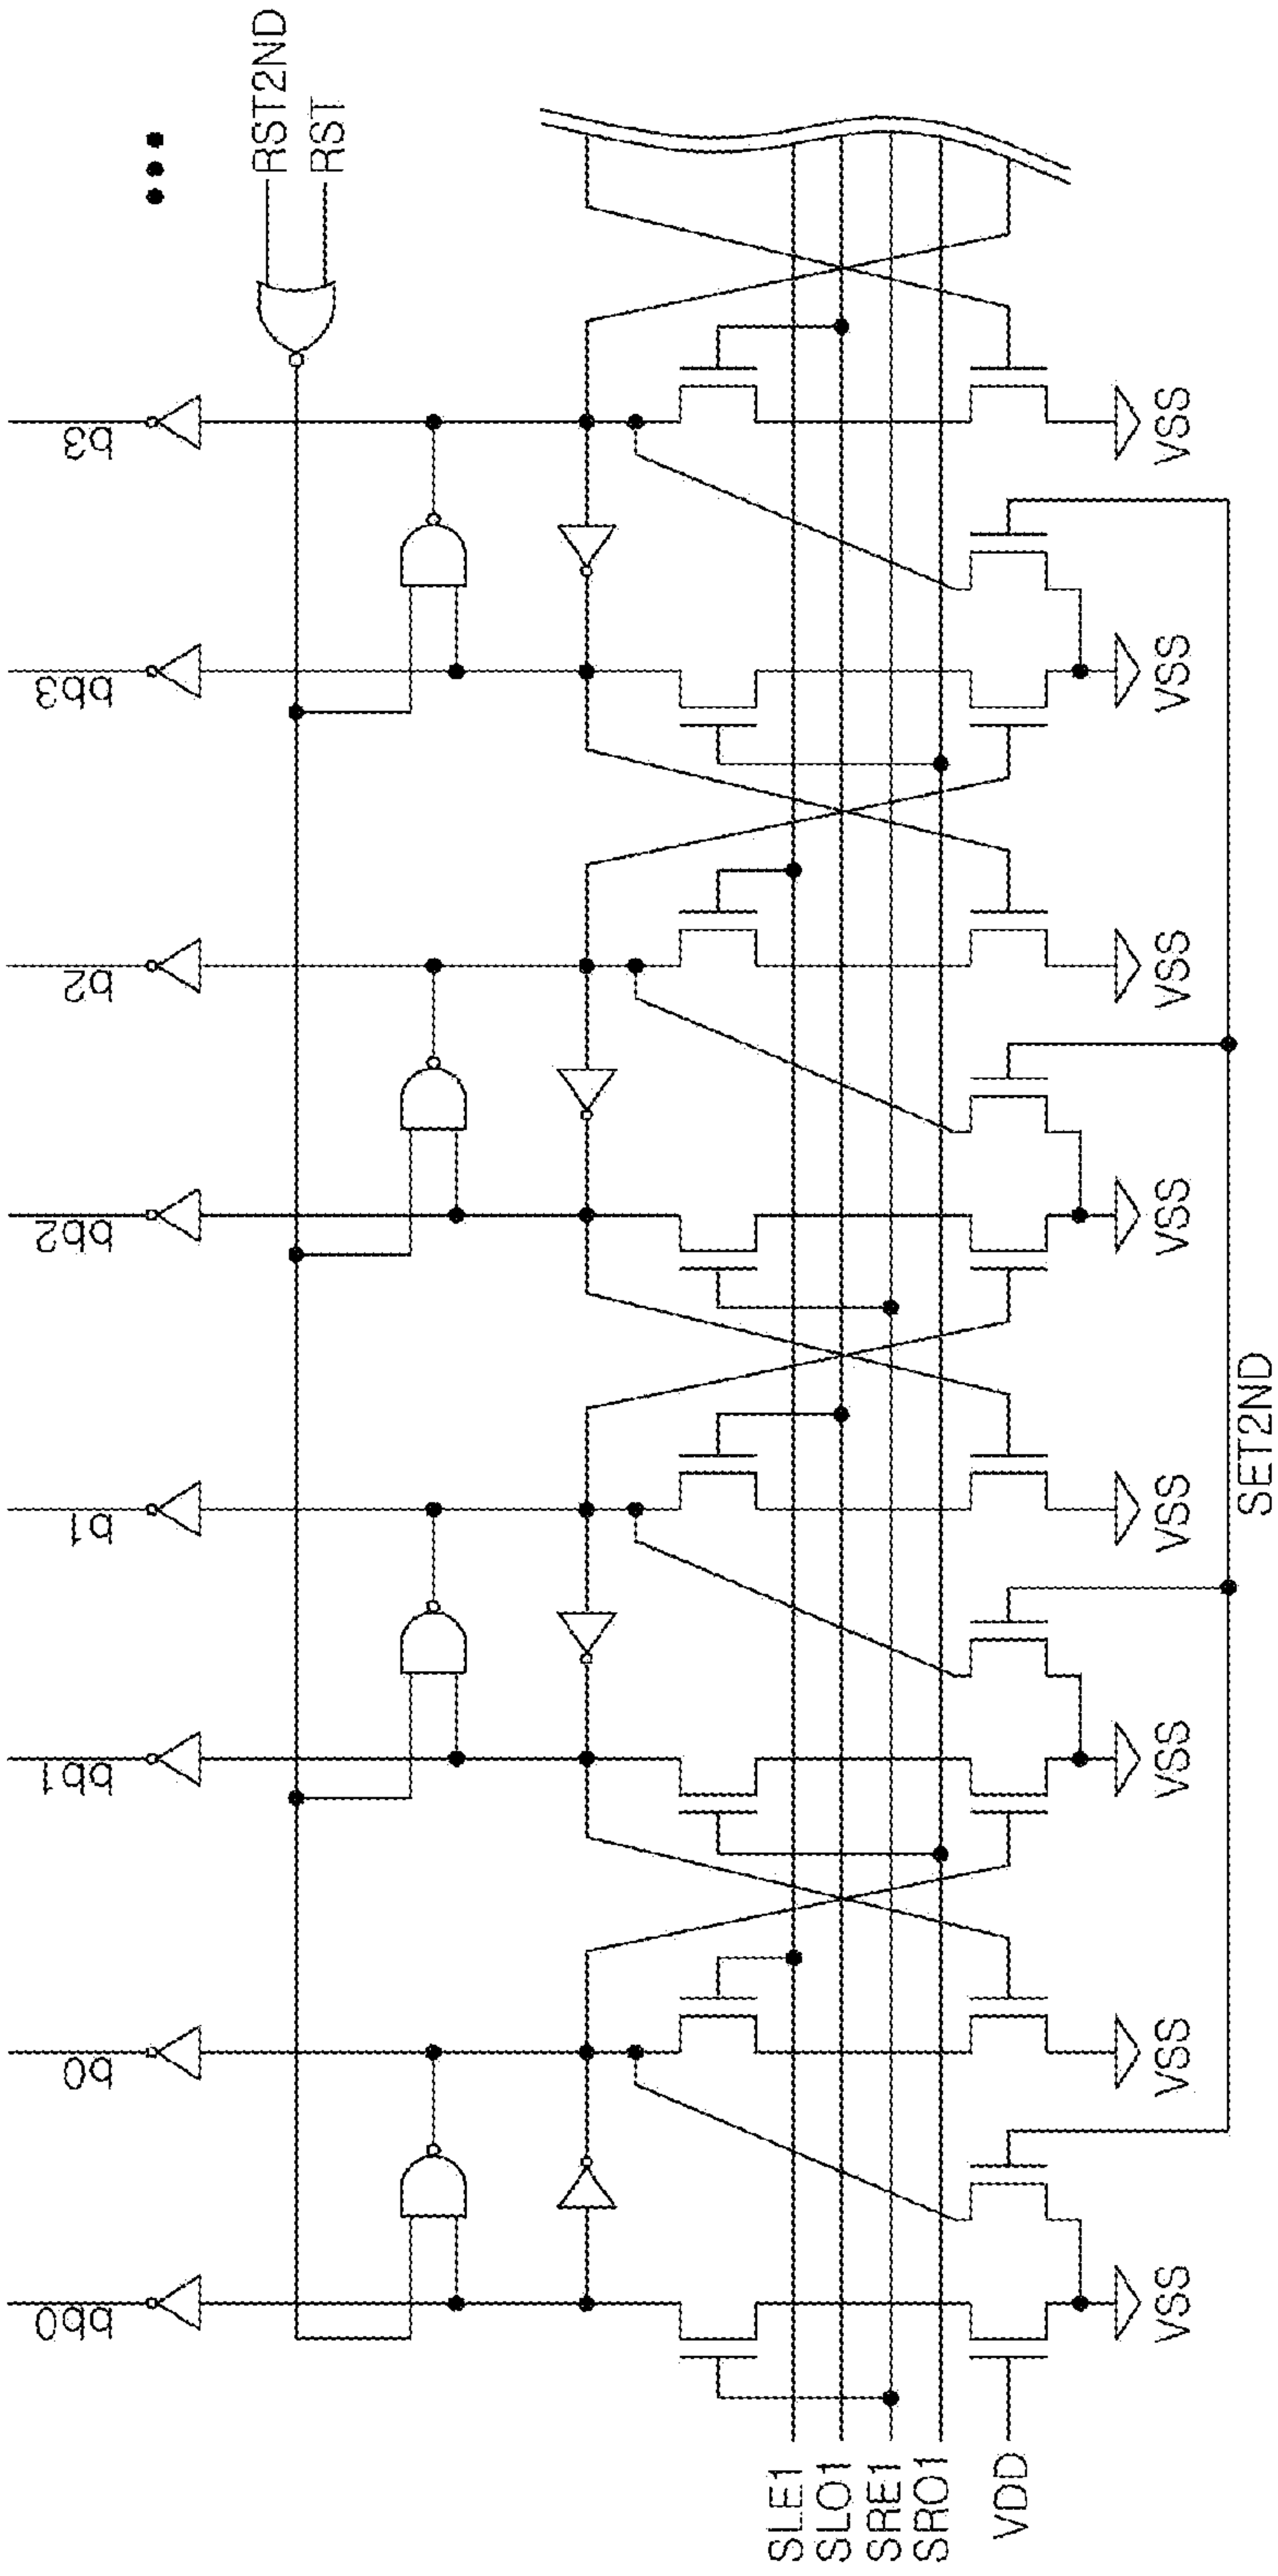 RST2ND
RST
b3
bb3
b2
bb2
b1
bb1
b0
bb0
VSS
VSS
VSS
VSS
VSS
VSS
VSS
VSS
SET2ND
SLE1
SLO1
SRE1
SRO1
VDD